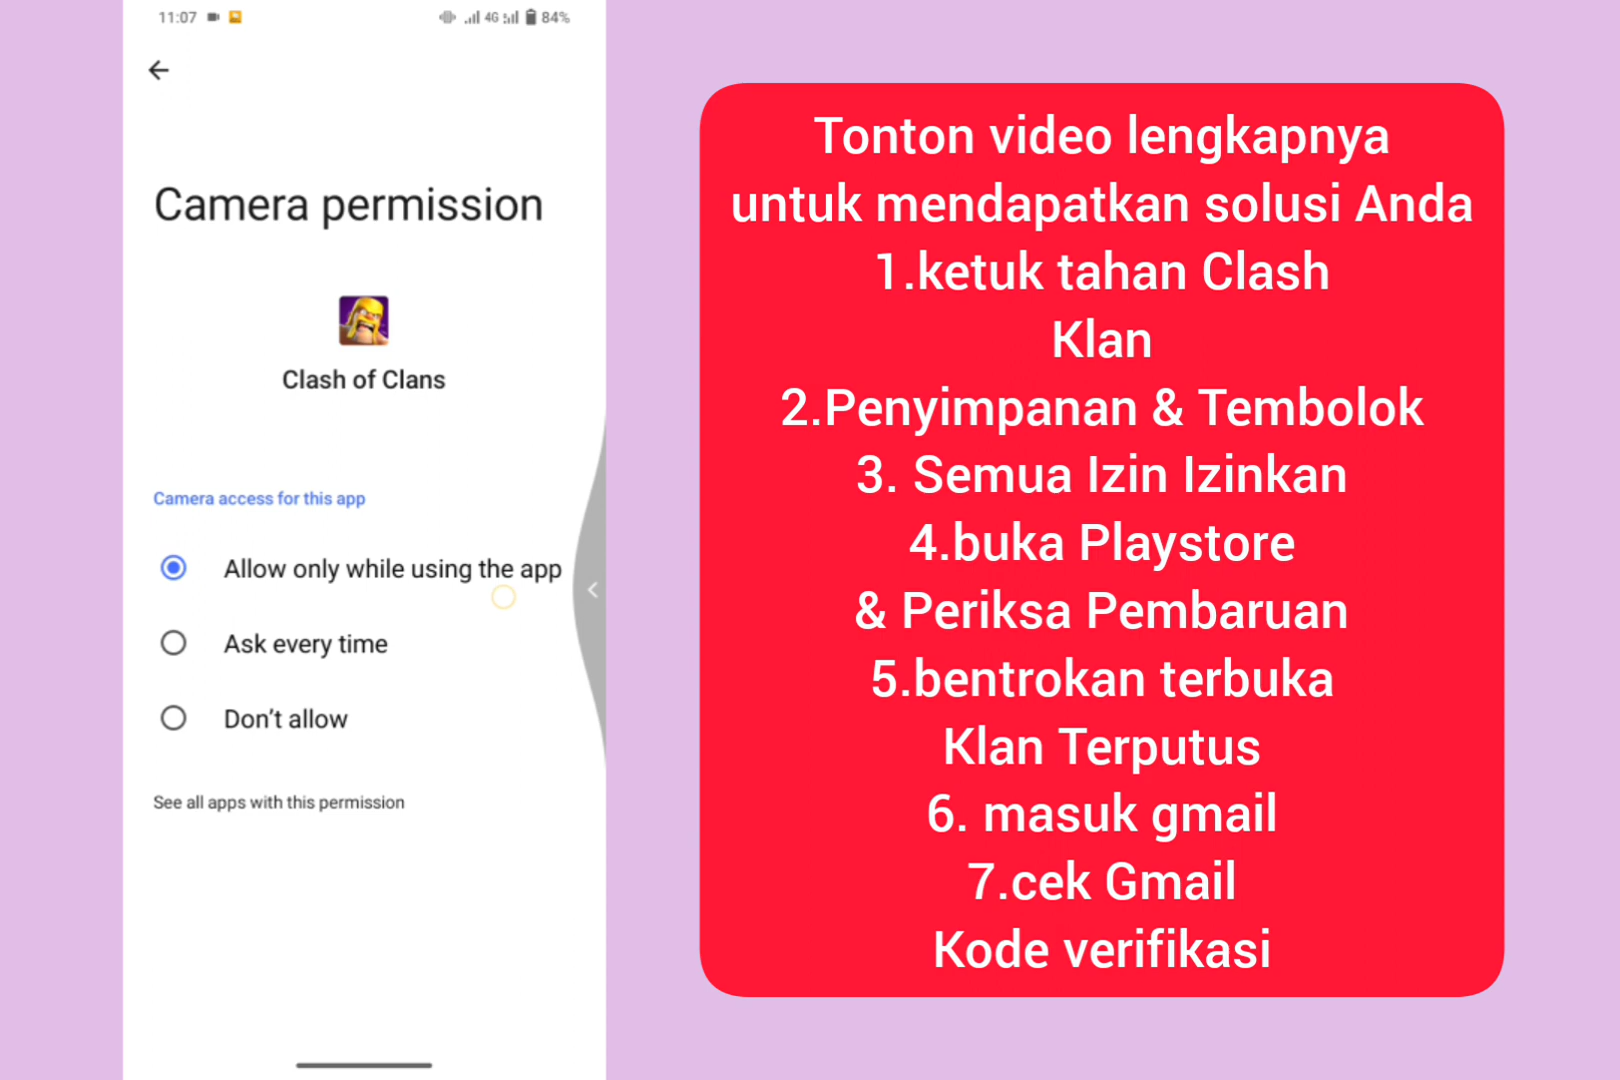 11:07
4G
84%
Camera permission
Clash of Clans
Camera access for this app
Allow only while using the app
Ask every time
Don't allow
See all apps with this permission
Tonton video lengkapnya
untuk mendapatkan solusi Anda
1.ketuk tahan Clash
Klan
2.Penyimpanan & Tembolok
3. Semua Izin Izinkan
4.buka Playstore
& Periksa Pembaruan
5.bentrokan terbuka
Klan Terputus
6. masuk gmail
7.cek Gmail
Kode verifikasi